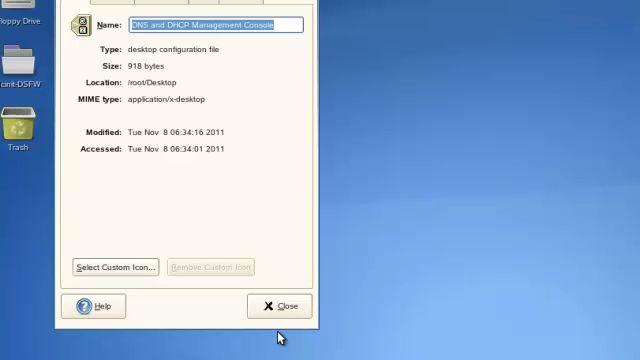 loppy Drive
Name: DNS and DHCP Management Console
Type: desktop configuration file
Size: 918 bytes
cinit-DSFW
Location: /root/Desktop
MIME type: application/x-desktop
Modified: Tue Nov 8 06:34:16 2011
Trash
Accessed: Tue Nov 8 06:34:01 2011
Select Custom Icon...
Remove Custom Icon
Help
Close